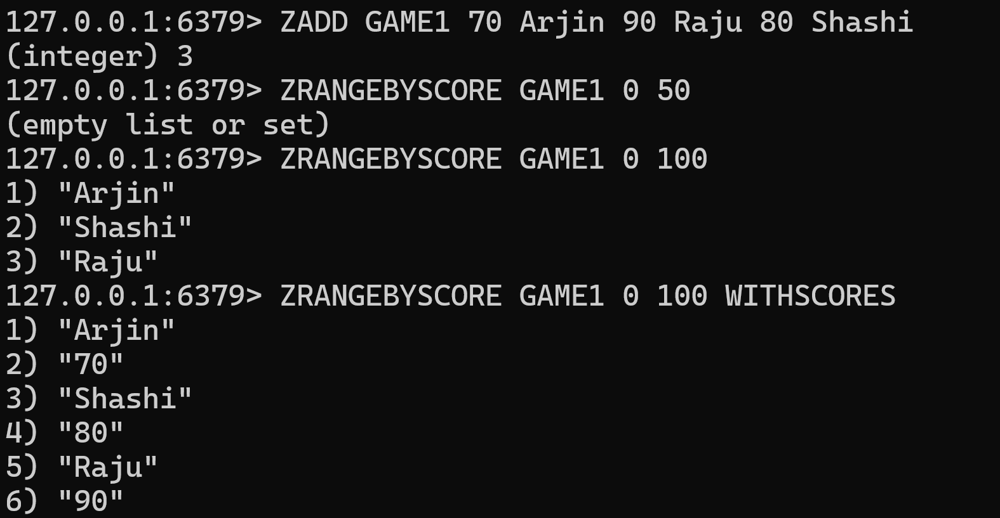 127.0.0.1:6379> ZADD GAME1 70 Arjin 90 Raju 80 Shashi
(integer) 3
127.0.0.1:6379> ZRANGEBYSCORE GAME1 0 50
(empty list or set)
127.0.0.1:6379> ZRANGEBYSCORE GAME1 0 100
1) "Arjin"
2) "Shashi"
3) "Raju"
127.0.0.1:6379> ZRANGEBYSCORE GAME1 0 100 WITHSCORES
1) "Arjin"
2) "70"
3) "Shashi"
4) "80"
5) "Raju"
6) "90"